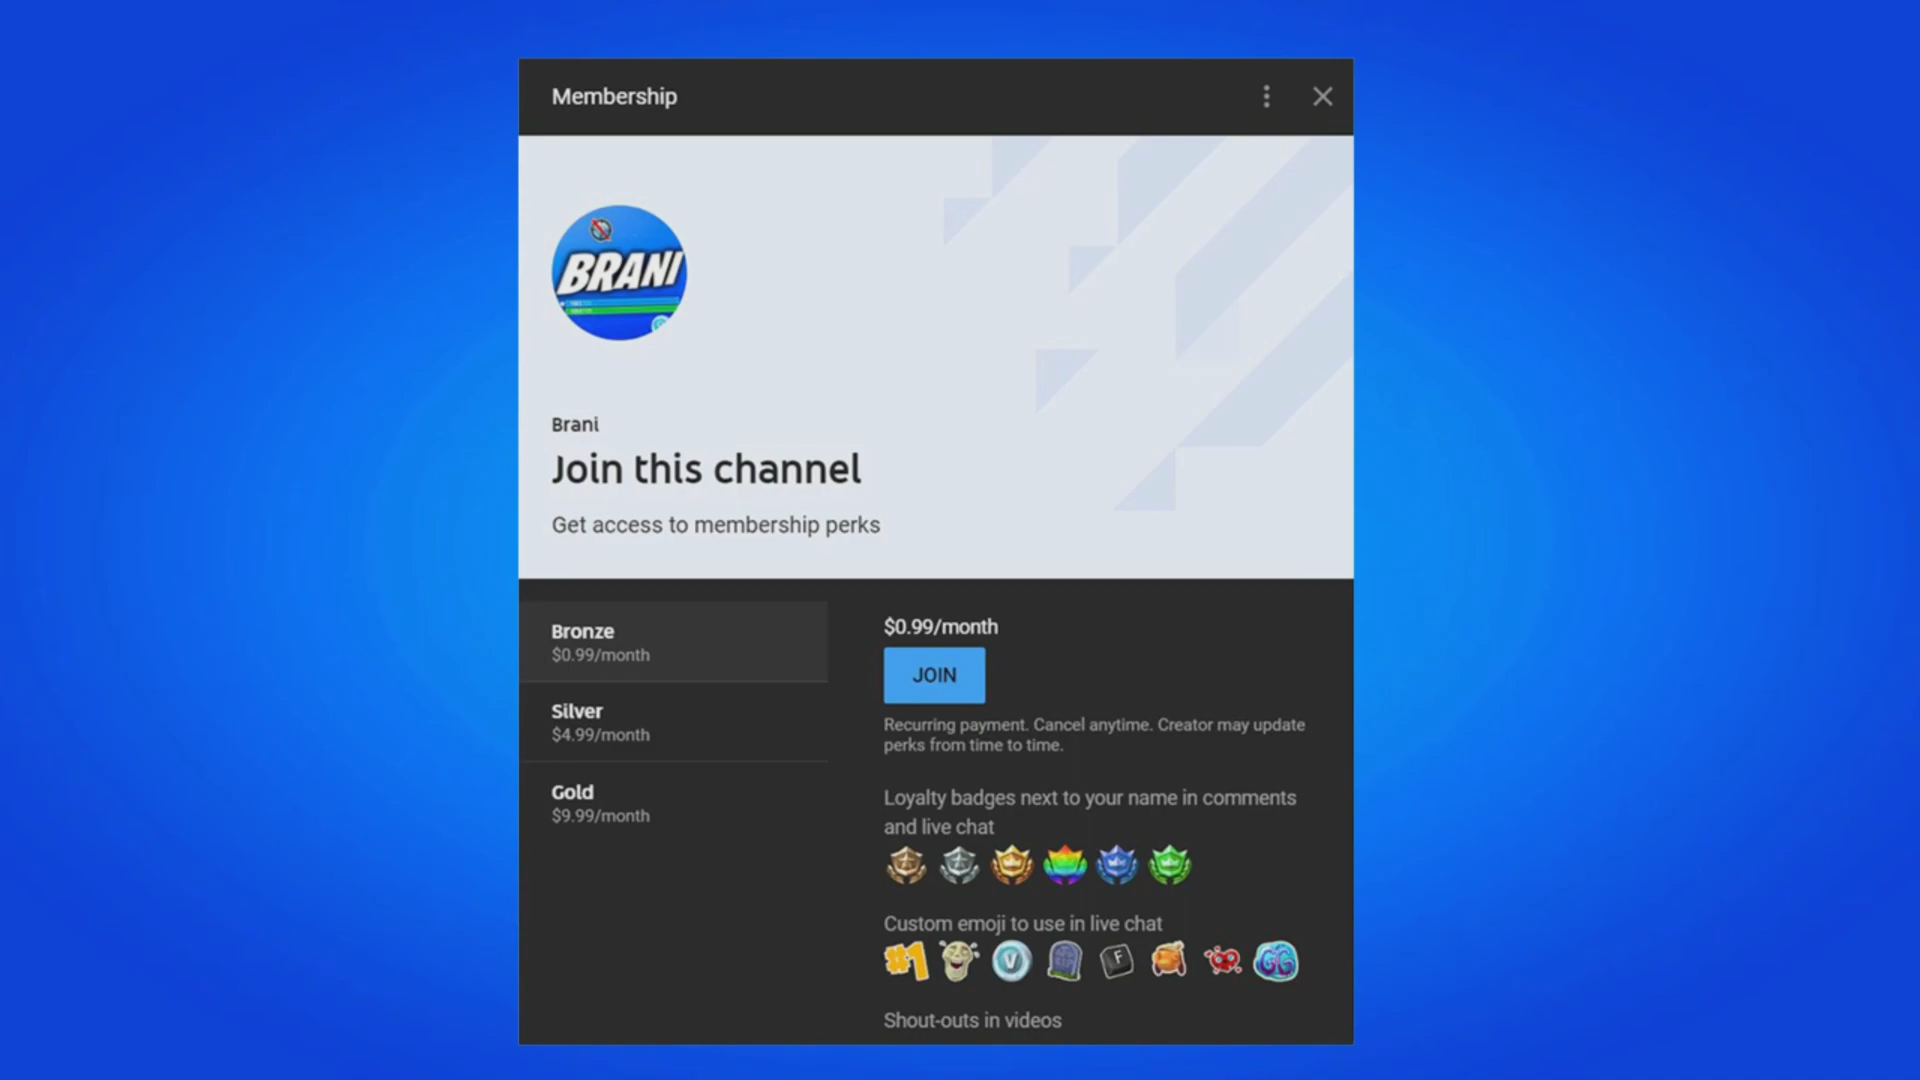 Membership
BRANI
Brani
Join this channel
Get access to membership perks
Bronze
$0.99/month
Silver
$4.99/month
Gold
$9.99/month
$0.99/month
JOIN
Recurring payment. Cancel anytime. Creator may update
perks from time to time.
Loyalty badges next to your name in comments
and live chat
Custom emoji to use in live chat
#1
V
F
GG
Shout-outs in videos